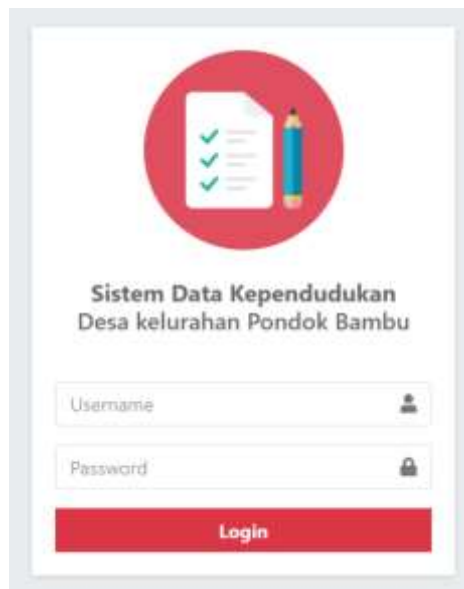 Sistem Data Kependudukan
Desa kelurahan Pondok Bambu
Username
Password
Login